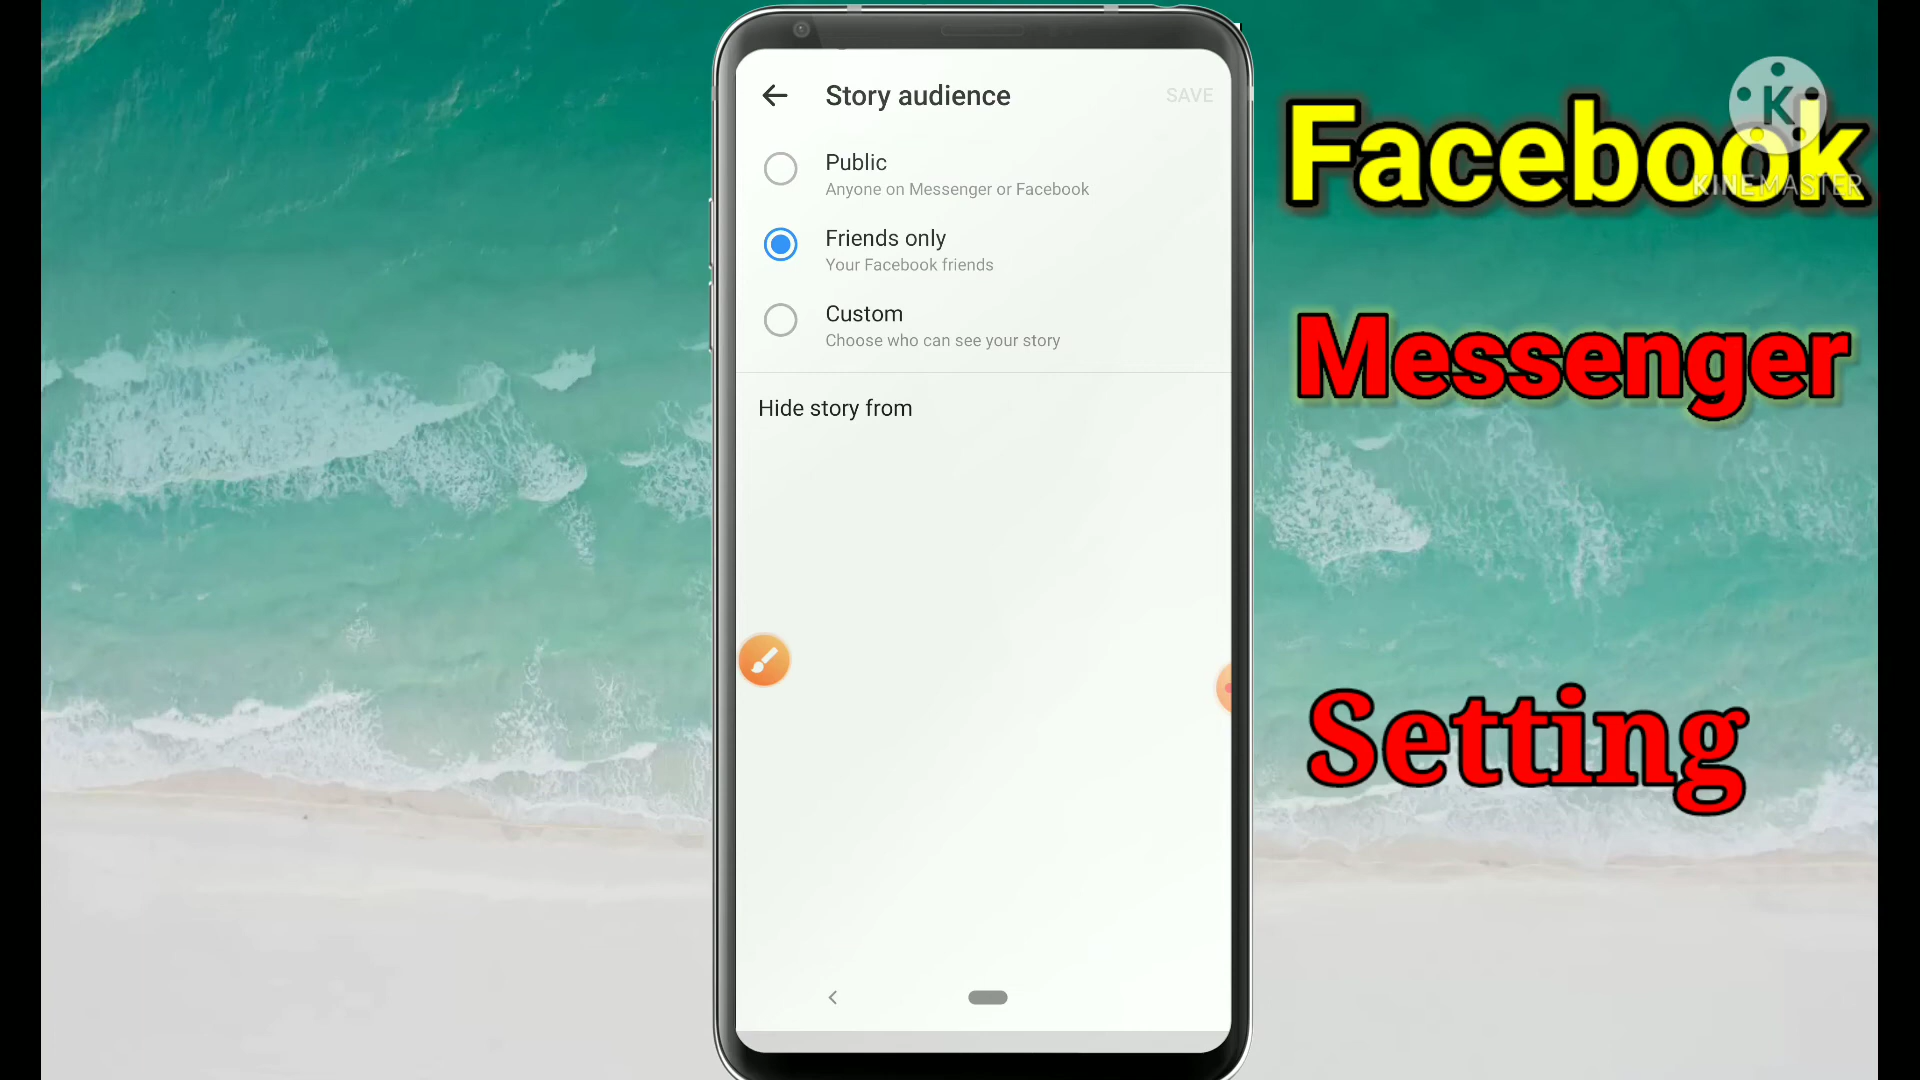 Story audience
SAVE
Public
Anyone on Messenger or Facebook
Friends only
Your Facebook friends
Custom
Choose who can see your story
Hide story from
Facebook
K
KINEMASTER
Messenger
Setting